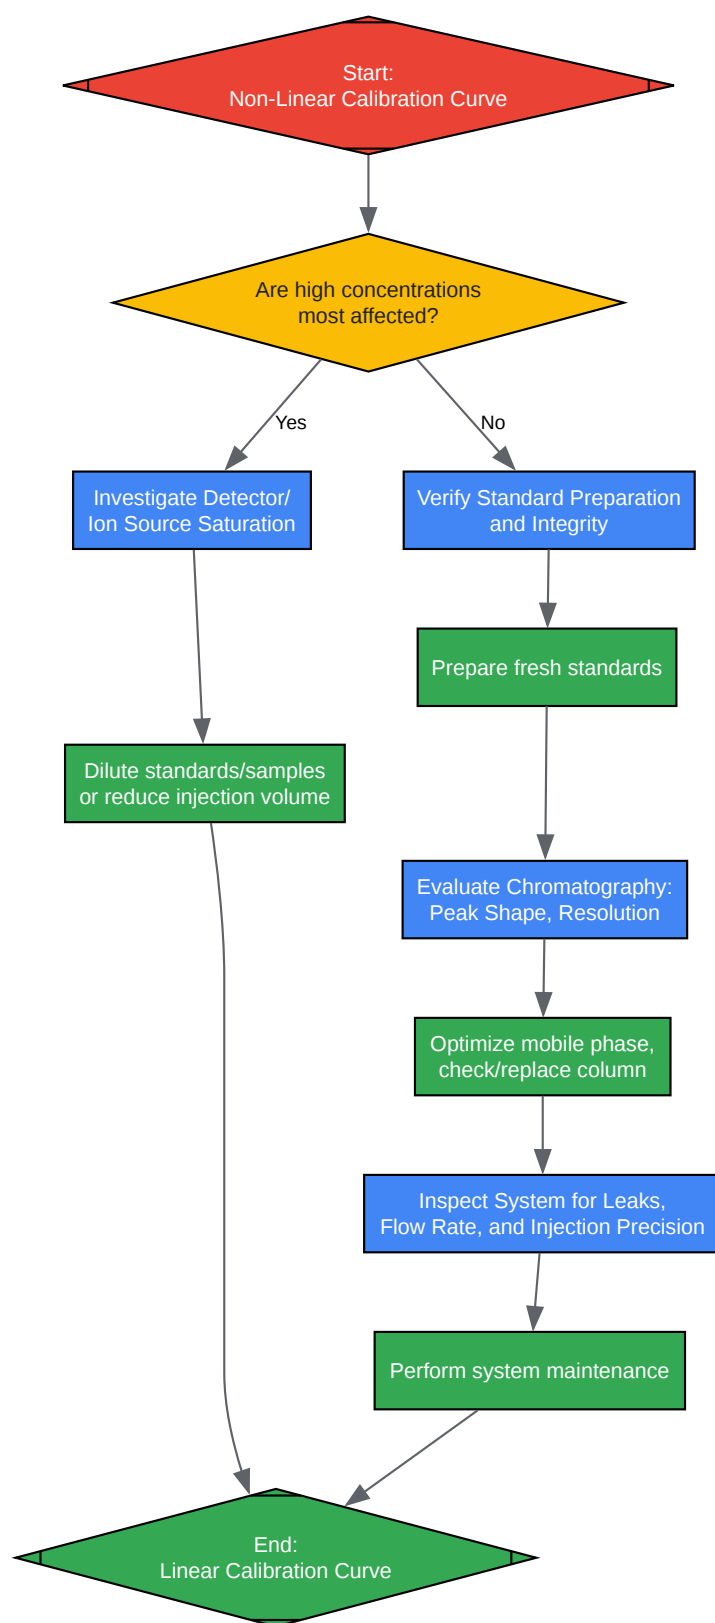 Start:
Non-Linear Calibration Curve
Are high concentrations
most affected?
Yes
No
Investigate Detector/
Ion Source Saturation
Verify Standard Preparation
and Integrity
Prepare fresh standards
Dilute standards/samples
or reduce injection volume
Evaluate Chromatography:
Peak Shape, Resolution
Optimize mobile phase,
check/replace column
Inspect System for Leaks,
Flow Rate, and Injection Precision
Perform system maintenance
End:
Linear Calibration Curve